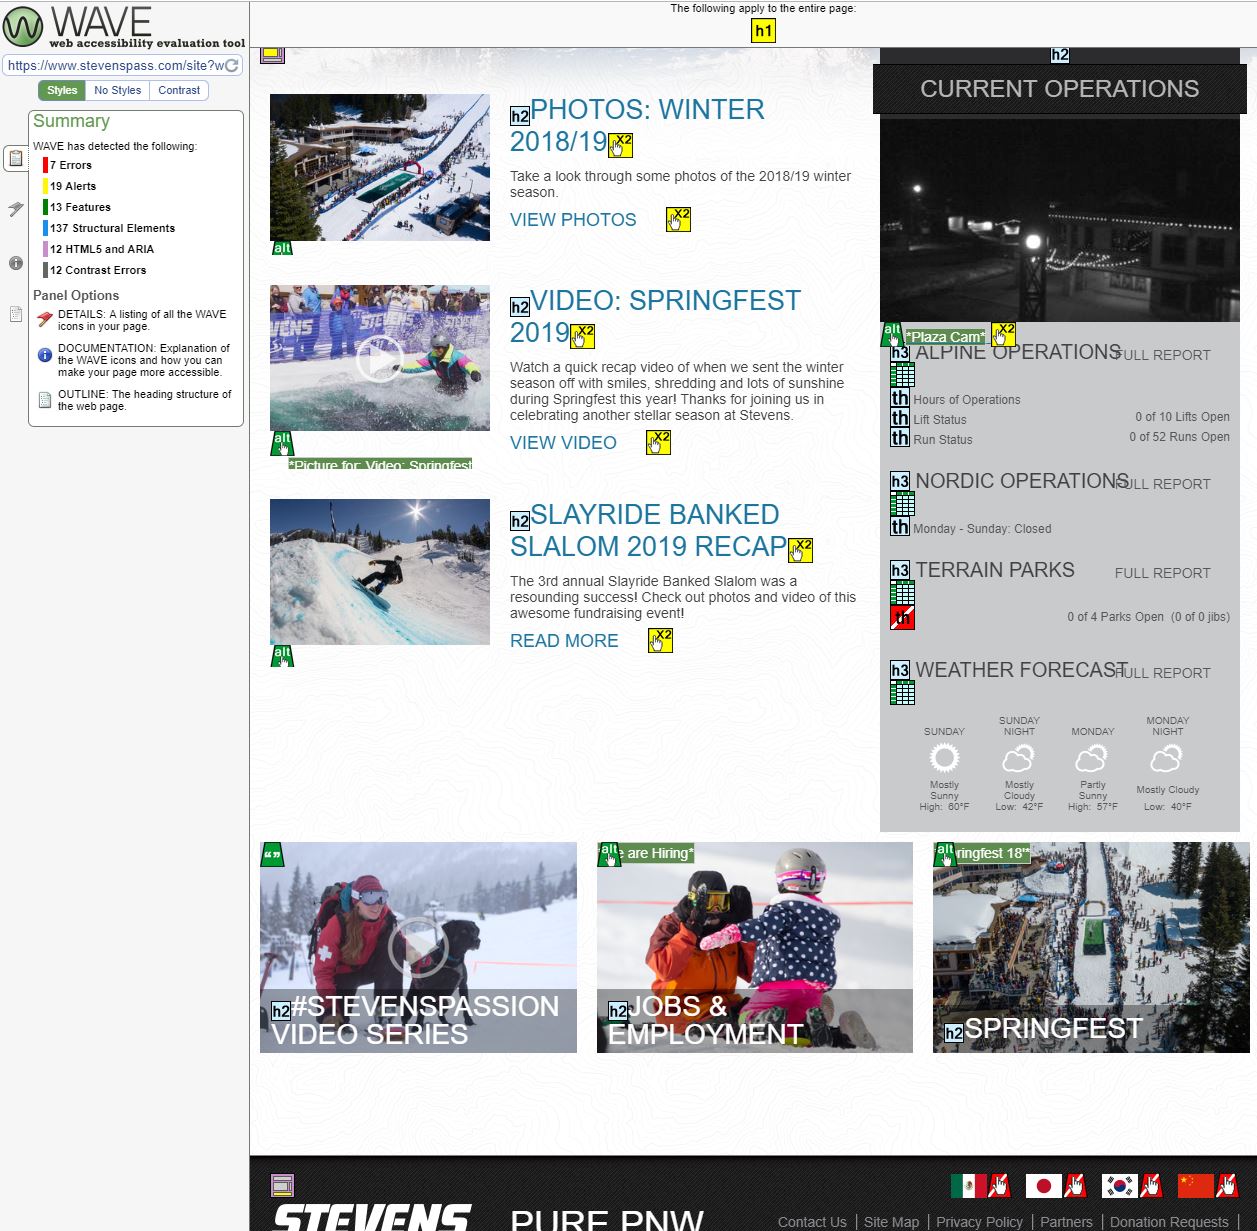 WAVE
web accessibility evaluation tool
https://www.stevenspass.com/site?w
Styles
No Styles
Contrast
Summary
WAVE has detected the following:
7 Errors
19 Alerts
13 Features
137 Structural Elements
12 HTML5 and ARIA
12 Contrast Errors
Panel Options
DETAILS: A listing of all the WAVE
icons in your page.
DOCUMENTATION: Explanation of
the WAVE icons and how you can
make your page more accessible.
OUTLINE: The heading structure of
the web page.
The following apply to the entire page:
h1
h2 PHOTOS: WINTER
2018/19 X2
Take a look through some photos of the 2018/19 winter
season.
VIEW PHOTOS X2
alt
h2 VIDEO: SPRINGFEST
2019 X2
Watch a quick recap video of when we sent the winter
season off with smiles, shredding and lots of sunshine
during Springfest this year! Thanks for joining us in
celebrating another stellar season at Stevens.
VIEW VIDEO X2
alt
*Picture for: Video: Springfest
h2 SLAYRIDE BANKED
SLALOM 2019 RECAP X2
The 3rd annual Slayride Banked Slalom was a
resounding success! Check out photos and video of this
awesome fundraising event!
READ MORE X2
alt
h2
CURRENT OPERATIONS
alt *Plaza Cam* X2
h3 ALPINE OPERATIONS FULL REPORT
th Hours of Operations
th Lift Status 0 of 10 Lifts Open
th Run Status 0 of 52 Runs Open
h3 NORDIC OPERATIONS FULL REPORT
th Monday - Sunday: Closed
h3 TERRAIN PARKS FULL REPORT
th 0 of 4 Parks Open (0 of 0 jibs)
h3 WEATHER FORECAST FULL REPORT
SUNDAY
Mostly
Sunny
High: 60°F
SUNDAY
NIGHT
Mostly
Cloudy
Low: 42°F
MONDAY
Partly
Sunny
High: 57°F
MONDAY
NIGHT
Mostly Cloudy
Low: 40°F
“”
h2 #STEVENSPASSION
VIDEO SERIES
alt are Hiring*
h2 JOBS &
EMPLOYMENT
alt ringfest 18'*
h2 SPRINGFEST
STEVENS
PURE PNW
Contact Us | Site Map | Privacy Policy | Partners | Donation Requests |